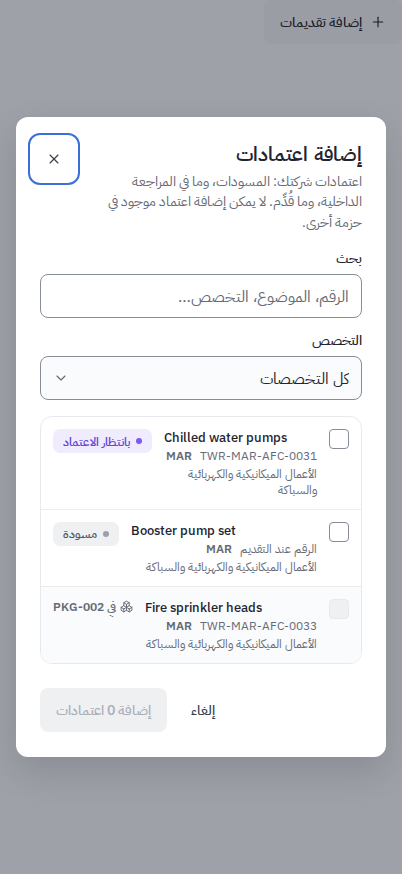 إضافة تقديمات
إضافة اعتمادات
اعتمادات شركتك: المسودات، وما في المراجعة
الداخلية، وما قُدِّم. لا يمكن إضافة اعتماد موجود في
حزمة أخرى.
بحث
الرقم، الموضوع، التخصص...
التخصص
كل التخصصات
Chilled water pumps
بانتظار الاعتماد
MAR TWR-MAR-AFC-0031
الأعمال الميكانيكية والكهربائية
والسباكة
Booster pump set
مسودة
الرقم عند التقديم MAR
الأعمال الميكانيكية والكهربائية والسباكة
Fire sprinkler heads
في PKG-002
MAR TWR-MAR-AFC-0033
الأعمال الميكانيكية والكهربائية والسباكة
إلغاء
إضافة 0 اعتمادات